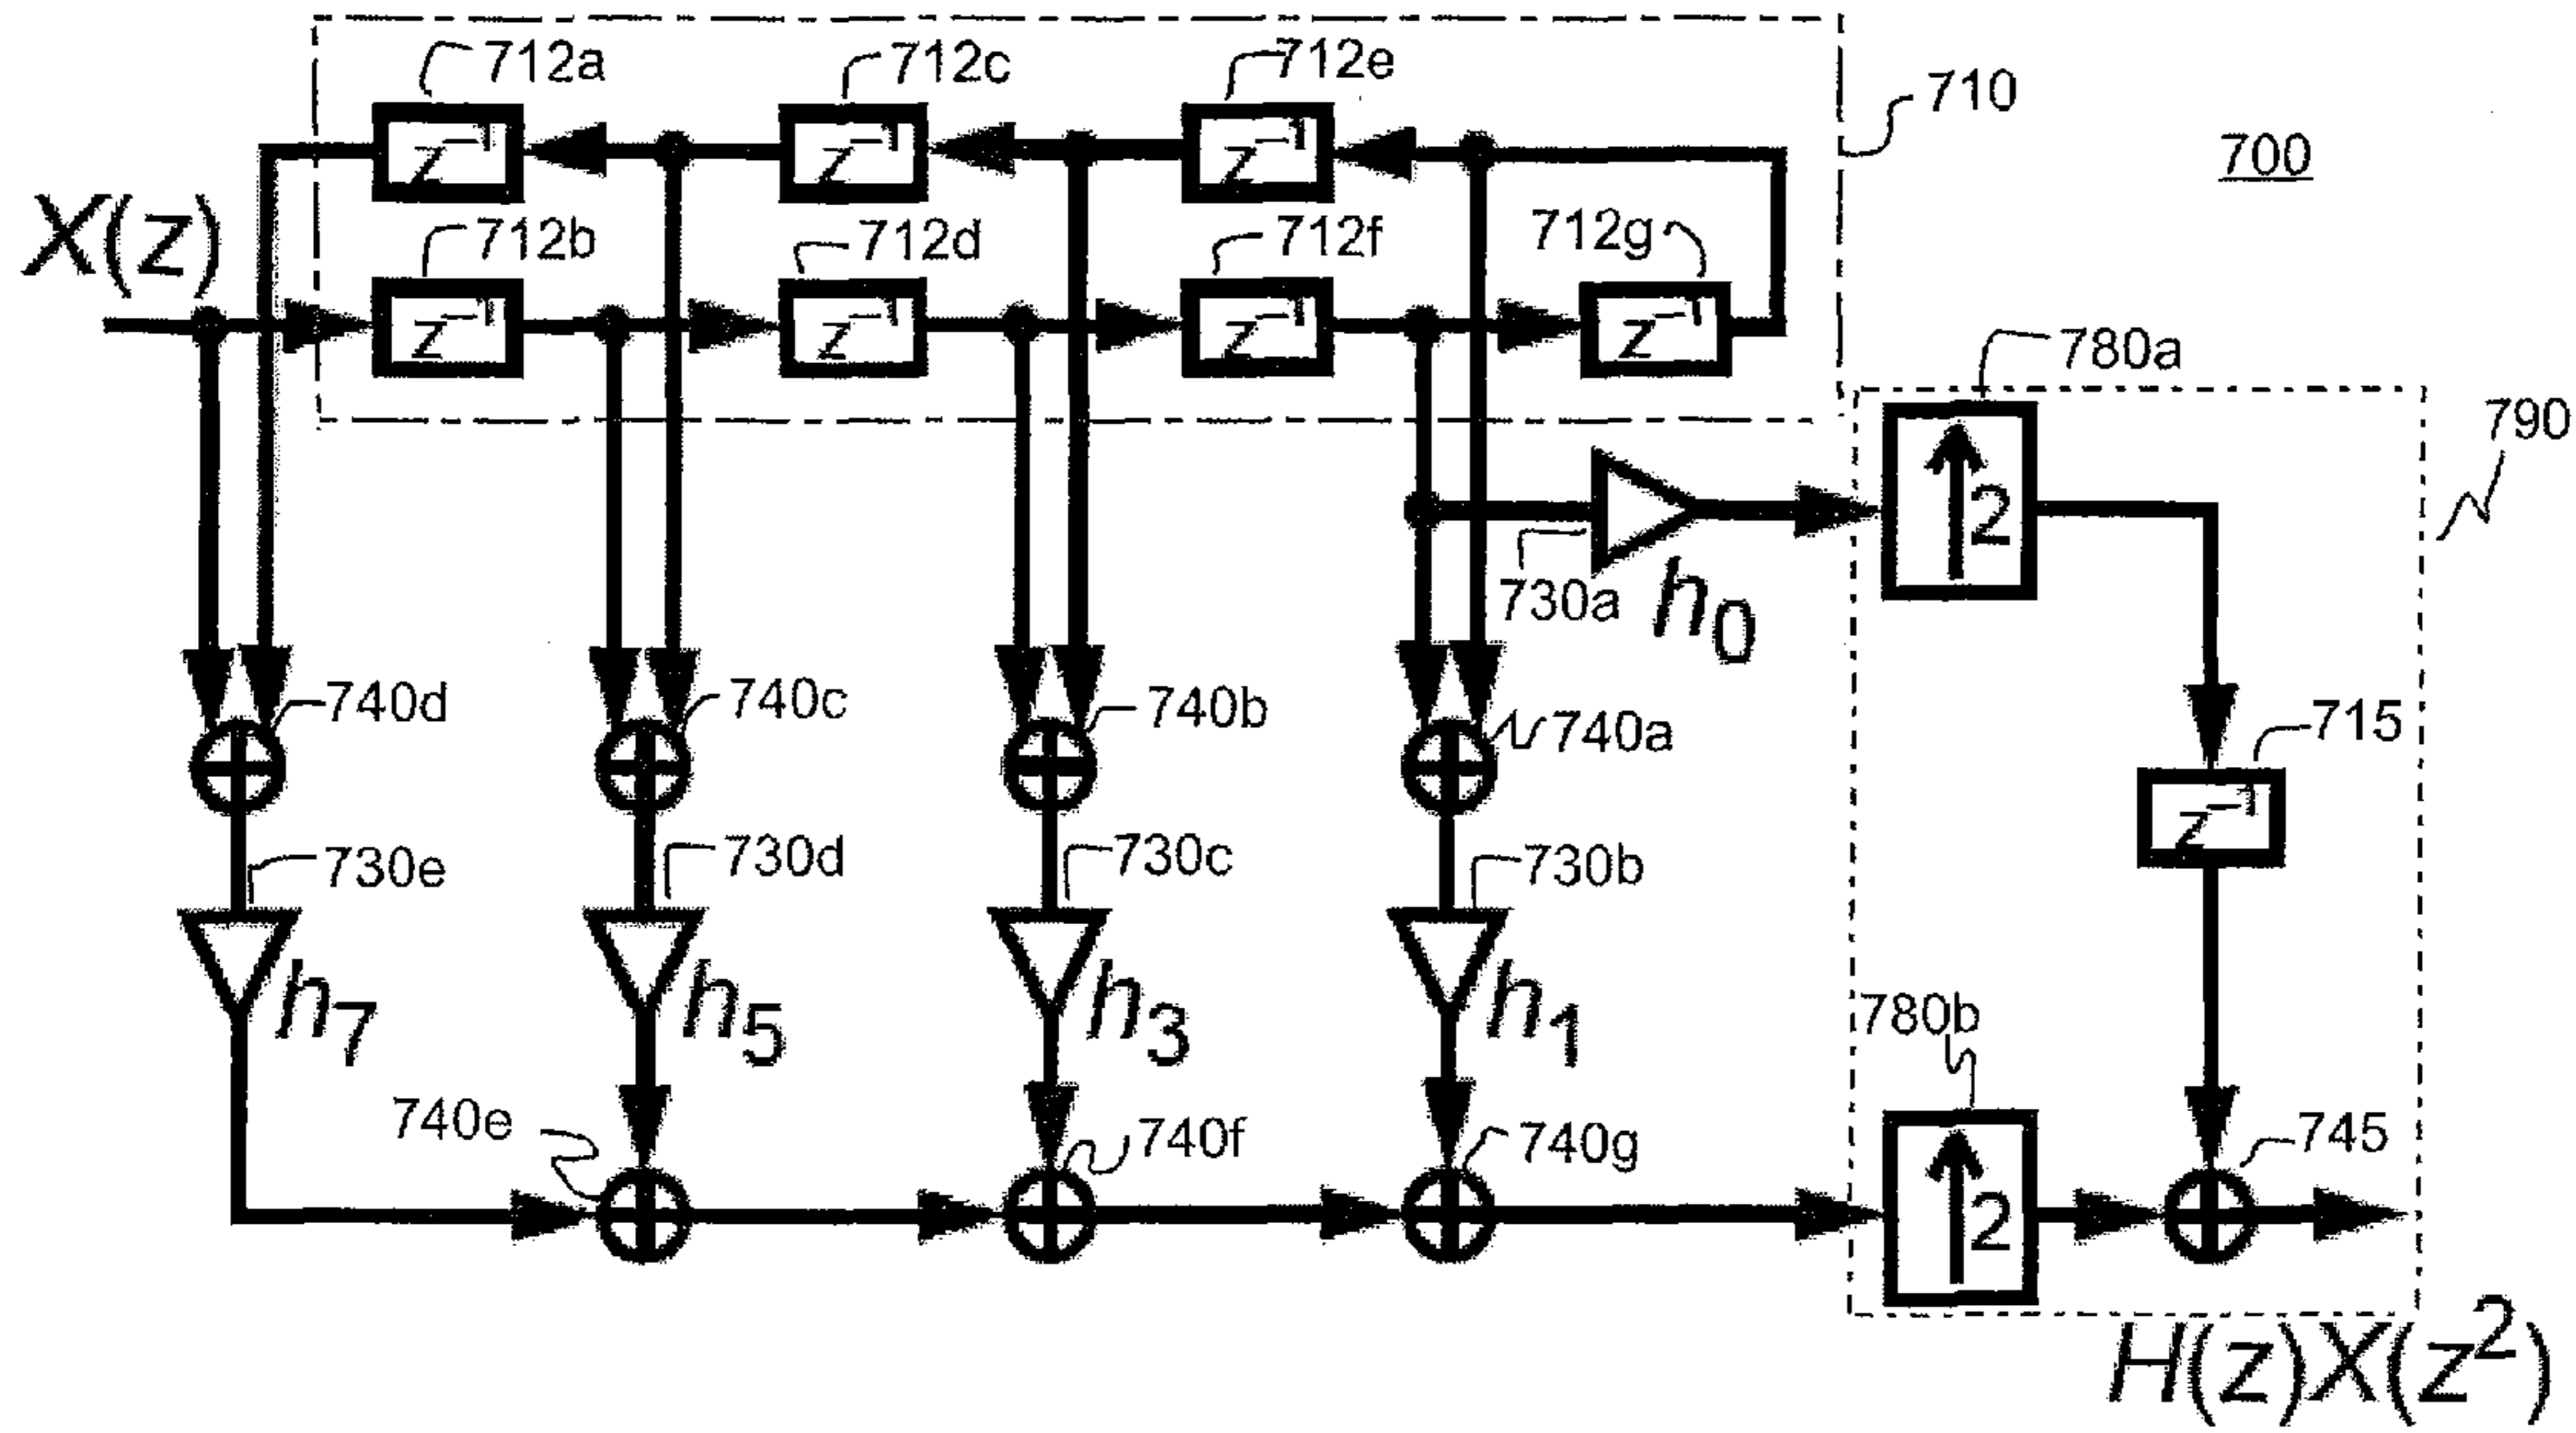 712a 712c 712e 710
z⁻¹ z⁻¹ z⁻¹ 700
X(z) 712b 712d 712f 712g
z⁻¹ z⁻¹ z⁻¹ z⁻¹
780a
790
2
730a h₀
740d 740c 740b 740a 715
z⁻¹
730e 730d 730c 730b
h₇ h₅ h₃ h₁ 780b
740e 740f 740g 745
2
H(z)X(z²)